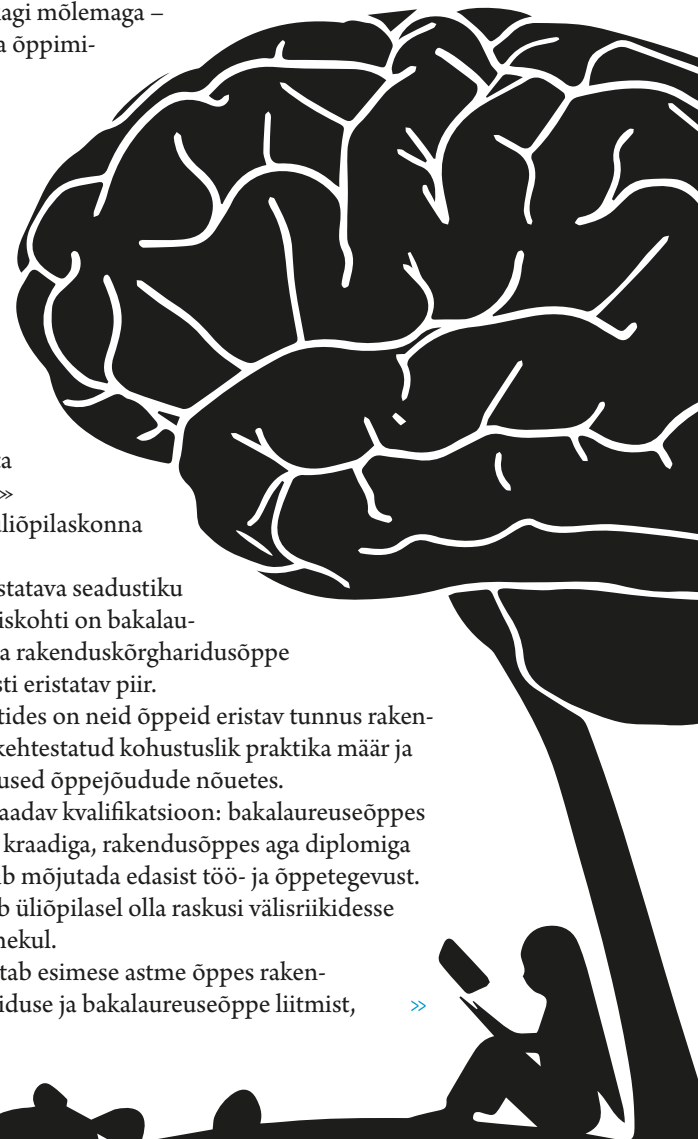 agi mõlemaga –
a õppimi-
ta
»
üliõpilaskonna
statava seadustiku
iskohti on bakalau-
a rakenduskõrgharidusõppe
sti eristatav piir.
tides on neid õppeid eristav tunnus raken-
kehtestatud kohustuslik praktika määr ja
used õppejõudude nõuetes.
aadav kvalifikatsioon: bakalaureuseõppes
kraadiga, rakendusõppes aga diplomiga
b mõjutada edasist töö- ja õppetegevust.
b üliõpilasel olla raskusi välisriikidesse
nekul.
tab esimese astme õppes raken-
iduse ja bakalaureuseõppe liitmist, »